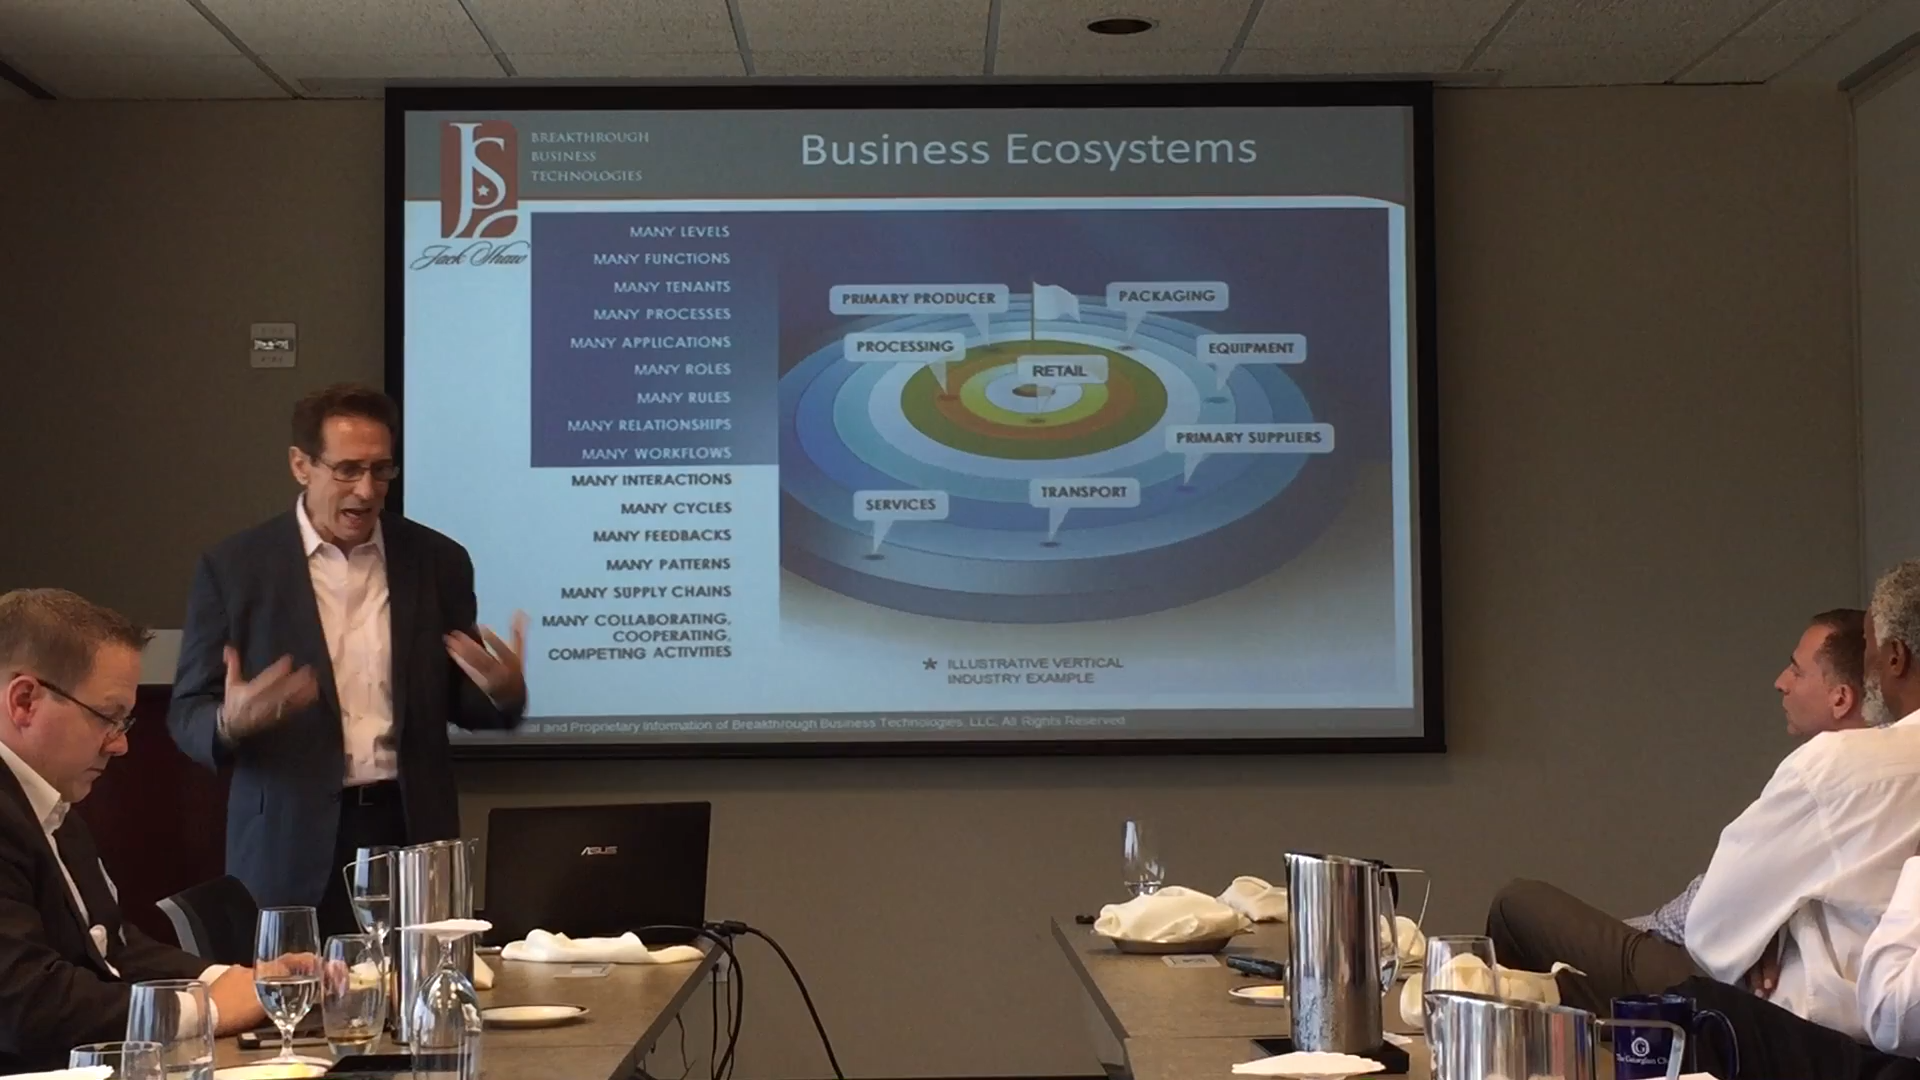 JS
BREAKTHROUGH
BUSINESS
TECHNOLOGIES
Jack Shaw
Business Ecosystems
MANY LEVELS
MANY FUNCTIONS
MANY TENANTS
MANY PROCESSES
MANY APPLICATIONS
MANY ROLES
MANY RULES
MANY RELATIONSHIPS
MANY WORKFLOWS
MANY INTERACTIONS
MANY CYCLES
MANY FEEDBACKS
MANY PATTERNS
MANY SUPPLY CHAINS
MANY COLLABORATING,
COOPERATING,
COMPETING ACTIVITIES
PRIMARY PRODUCER
PACKAGING
PROCESSING
EQUIPMENT
RETAIL
PRIMARY SUPPLIERS
TRANSPORT
SERVICES
* ILLUSTRATIVE VERTICAL
INDUSTRY EXAMPLE
and Proprietary Information of Breakthrough Business Technologies, LLC, All Rights Reserved
ASUS
G
The Georgian